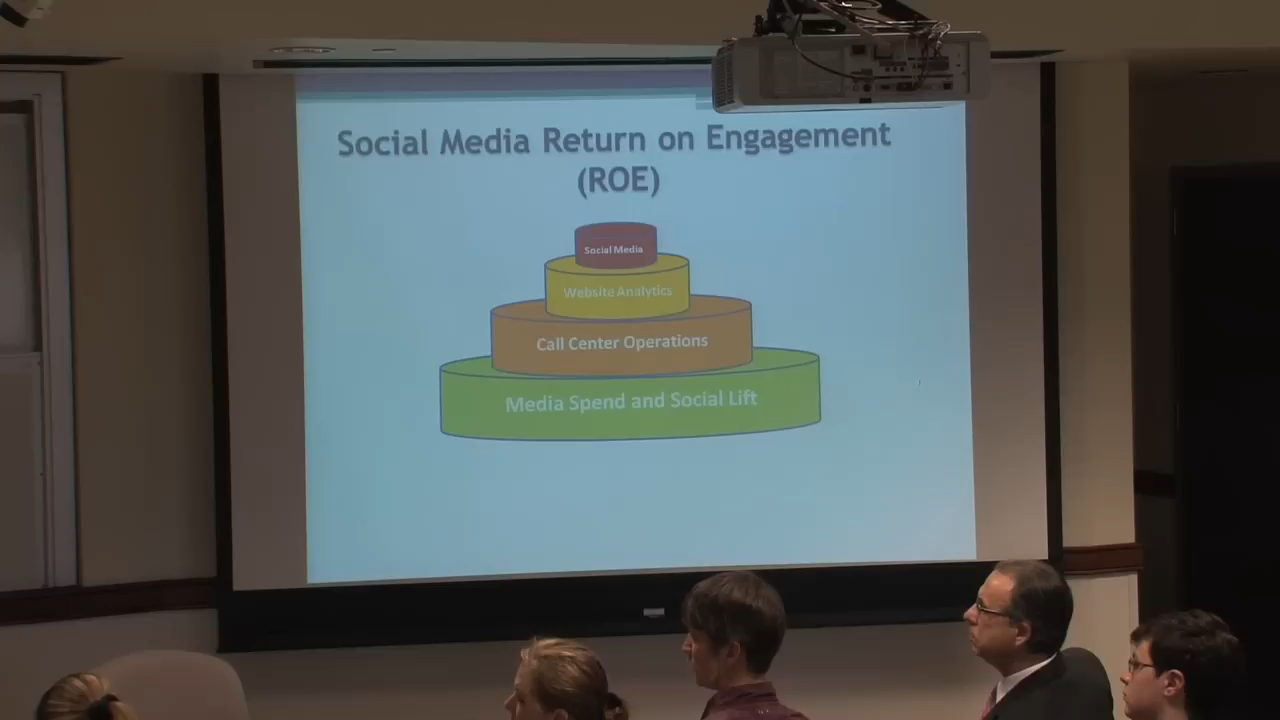 Social Media Return on Engagement
(ROE)
Social Media
Website Analytics
Call Center Operations
Media Spend and Social Lift